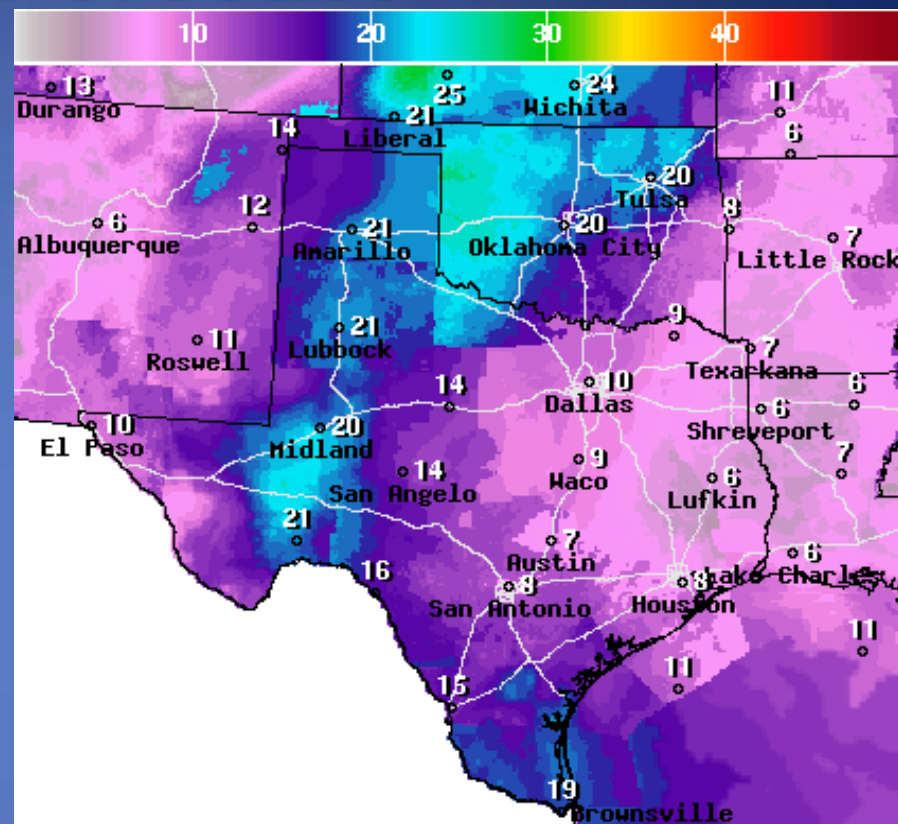 10 20 30 40
13
Durango
25
24
Wichita
11
21
Liberal
14
6
20
Tulsa
6
Albuquerque
12
21
Amarillo
20
Oklahoma City
8
7
Little Rock
11
Roswell
21
Lubbock
9
7
Texarkana
14
10
Dallas
6
Shreveport
6
10
El Paso
20
Midland
14
San Angelo
9
Waco
6
Lufkin
7
21
7
Austin
6
Lake Charles
16
8
San Antonio
8
Houston
11
15
11
19
Brownsville